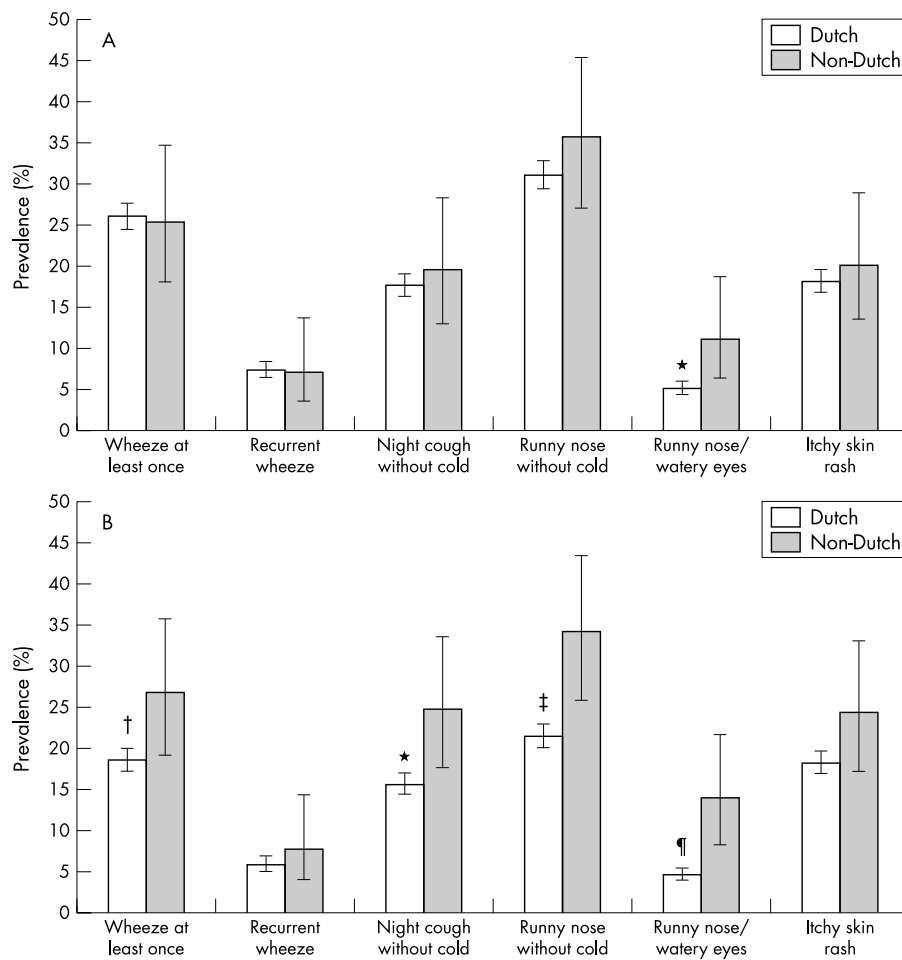 A
Dutch
Non-Dutch
Prevalence (%)
50
45
40
35
30
25
20
15
10
5
0
★
Wheeze at least once
Recurrent wheeze
Night cough without cold
Runny nose without cold
Runny nose/ watery eyes
Itchy skin rash
B
Dutch
Non-Dutch
Prevalence (%)
50
45
40
35
30
25
20
15
10
5
0
†
★
‡
¶
Wheeze at least once
Recurrent wheeze
Night cough without cold
Runny nose without cold
Runny nose/ watery eyes
Itchy skin rash